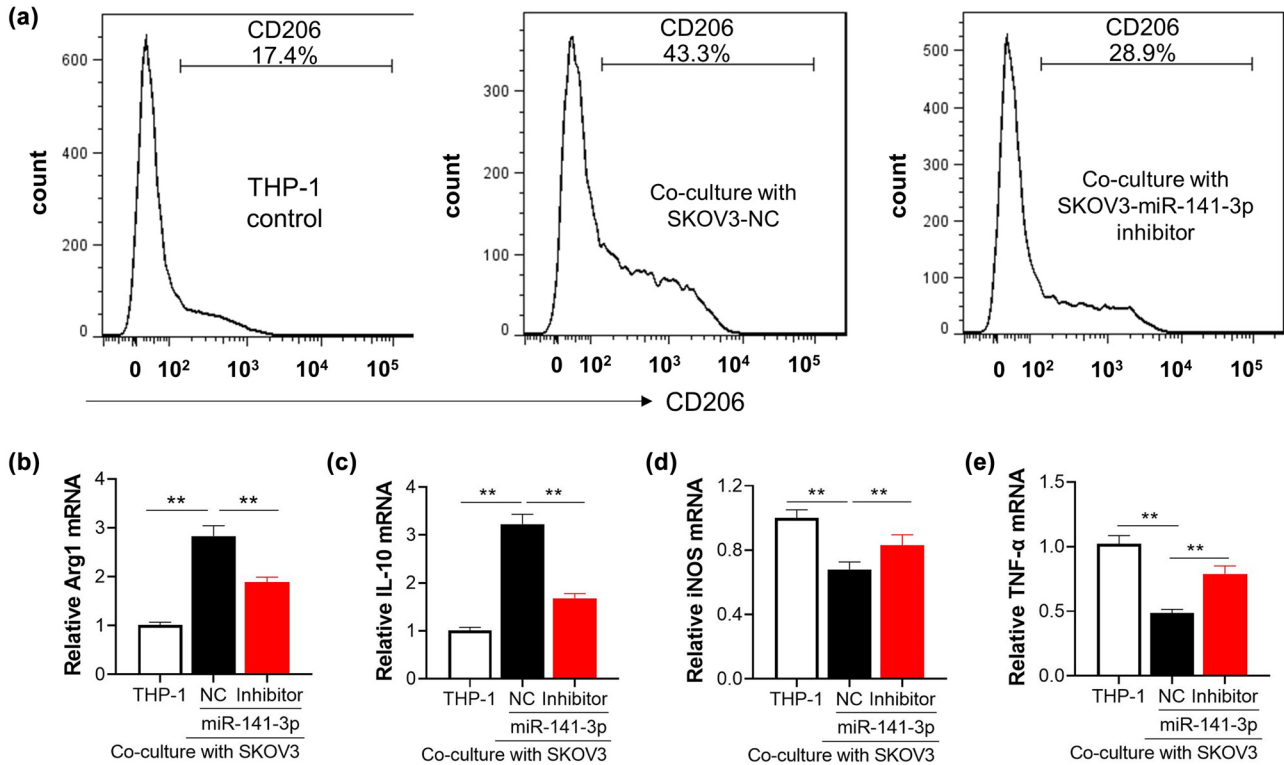 (a)
CD206
17.4%
600
400
200
0
count
THP-1
control
0 10² 10³ 10⁴ 10⁵
CD206
43.3%
300
200
100
0
count
Co-culture with
SKOV3-NC
0 10² 10³ 10⁴ 10⁵
CD206
28.9%
500
400
300
200
100
0
count
Co-culture with
SKOV3-miR-141-3p
inhibitor
0 10² 10³ 10⁴ 10⁵
CD206
(b)
Relative Arg1 mRNA
4
3
2
1
0
** **
THP-1 NC Inhibitor
miR-141-3p
Co-culture with SKOV3
(c)
Relative IL-10 mRNA
4
3
2
1
0
** **
THP-1 NC Inhibitor
miR-141-3p
Co-culture with SKOV3
(d)
Relative iNOS mRNA
1.2
0.8
0.4
0.0
** **
THP-1 NC Inhibitor
miR-141-3p
Co-culture with SKOV3
(e)
Relative TNF-α mRNA
1.5
1.0
0.5
0.0
**
**
THP-1 NC Inhibitor
miR-141-3p
Co-culture with SKOV3